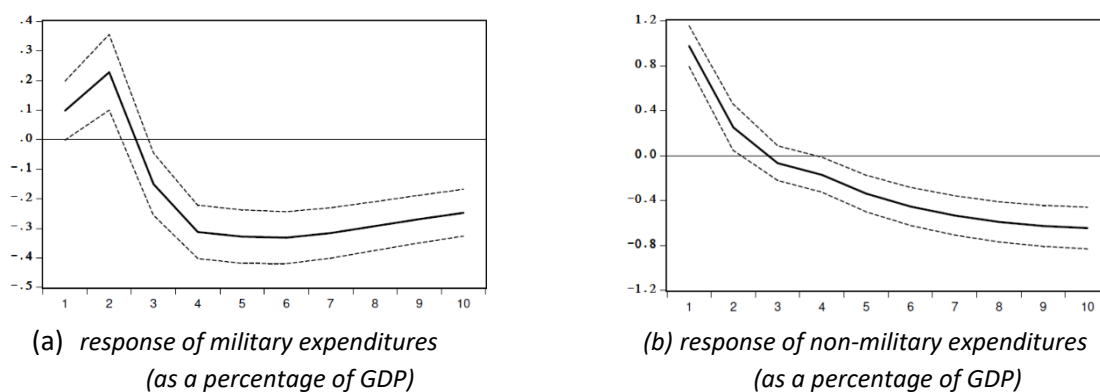 .4
.3
.2
.1
.0
-.1
-.2
-.3
-.4
-.5
1 2 3 4 5 6 7 8 9 10
(a) response of military expenditures
(as a percentage of GDP)
1.2
0.8
0.4
0.0
-0.4
-0.8
-1.2
1 2 3 4 5 6 7 8 9 10
(b) response of non-military expenditures
(as a percentage of GDP)